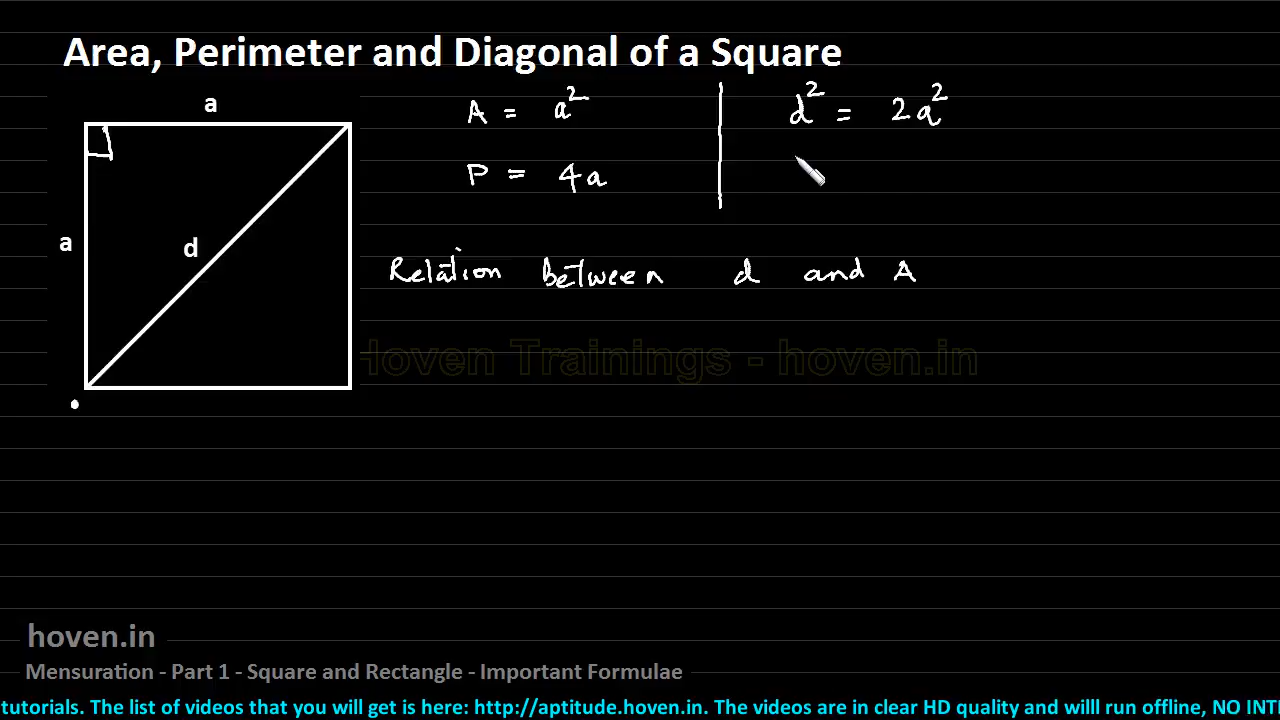 Area, Perimeter and Diagonal of a Square
a
a
d
A = a²
P = 4a
d² = 2a²
Relation between d and A
Hoven Trainings - hoven.in
hoven.in
Mensuration - Part 1 - Square and Rectangle - Important Formulae
tutorials. The list of videos that you will get is here: http://aptitude.hoven.in. The videos are in clear HD quality and willl run offline, NO INT